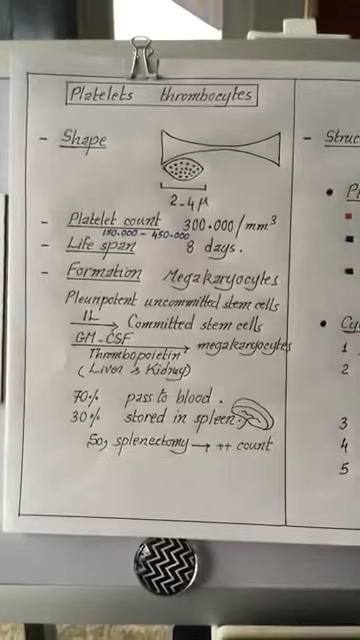 Platelets thrombocytes
- Shape
2-4 µ
- Platelet count 300.000/mm³
150.000 - 450.000
- Life span 8 days.
- Formation Megakaryocytes
Pleuripotent uncommitted stem cells
IL → Committed stem cells
GM-CSF
Thrombopoietin → megakaryocytes
(Liver & Kidney)
70% pass to blood.
30% stored in spleen.
So, splenectomy → ++ count
- Struc
•
• Cy
1
2
3
4
5